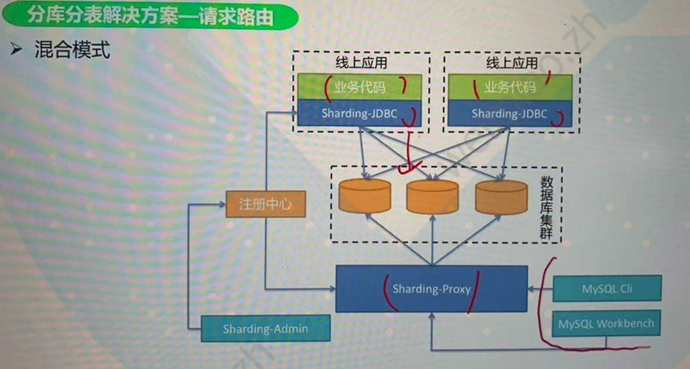 分库分表解决方案—请求路由
混合模式
线上应用
线上应用
业务代码
业务代码
Sharding-JDBC
Sharding-JDBC
数据库集群
注册中心
Sharding-Proxy
MySQL Cli
Sharding-Admin
MySQL Workbench